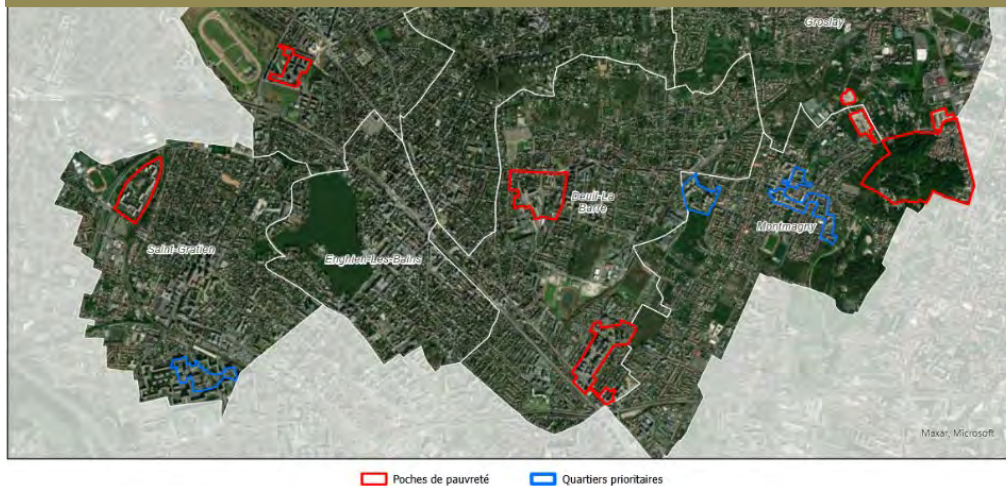 Groslay
Deuil-La
Barre
Montmagny
Saint-Gratien
Enghien-Les-Bains
Maxar, Microsoft
Poches de pauvreté
Quartiers prioritaires